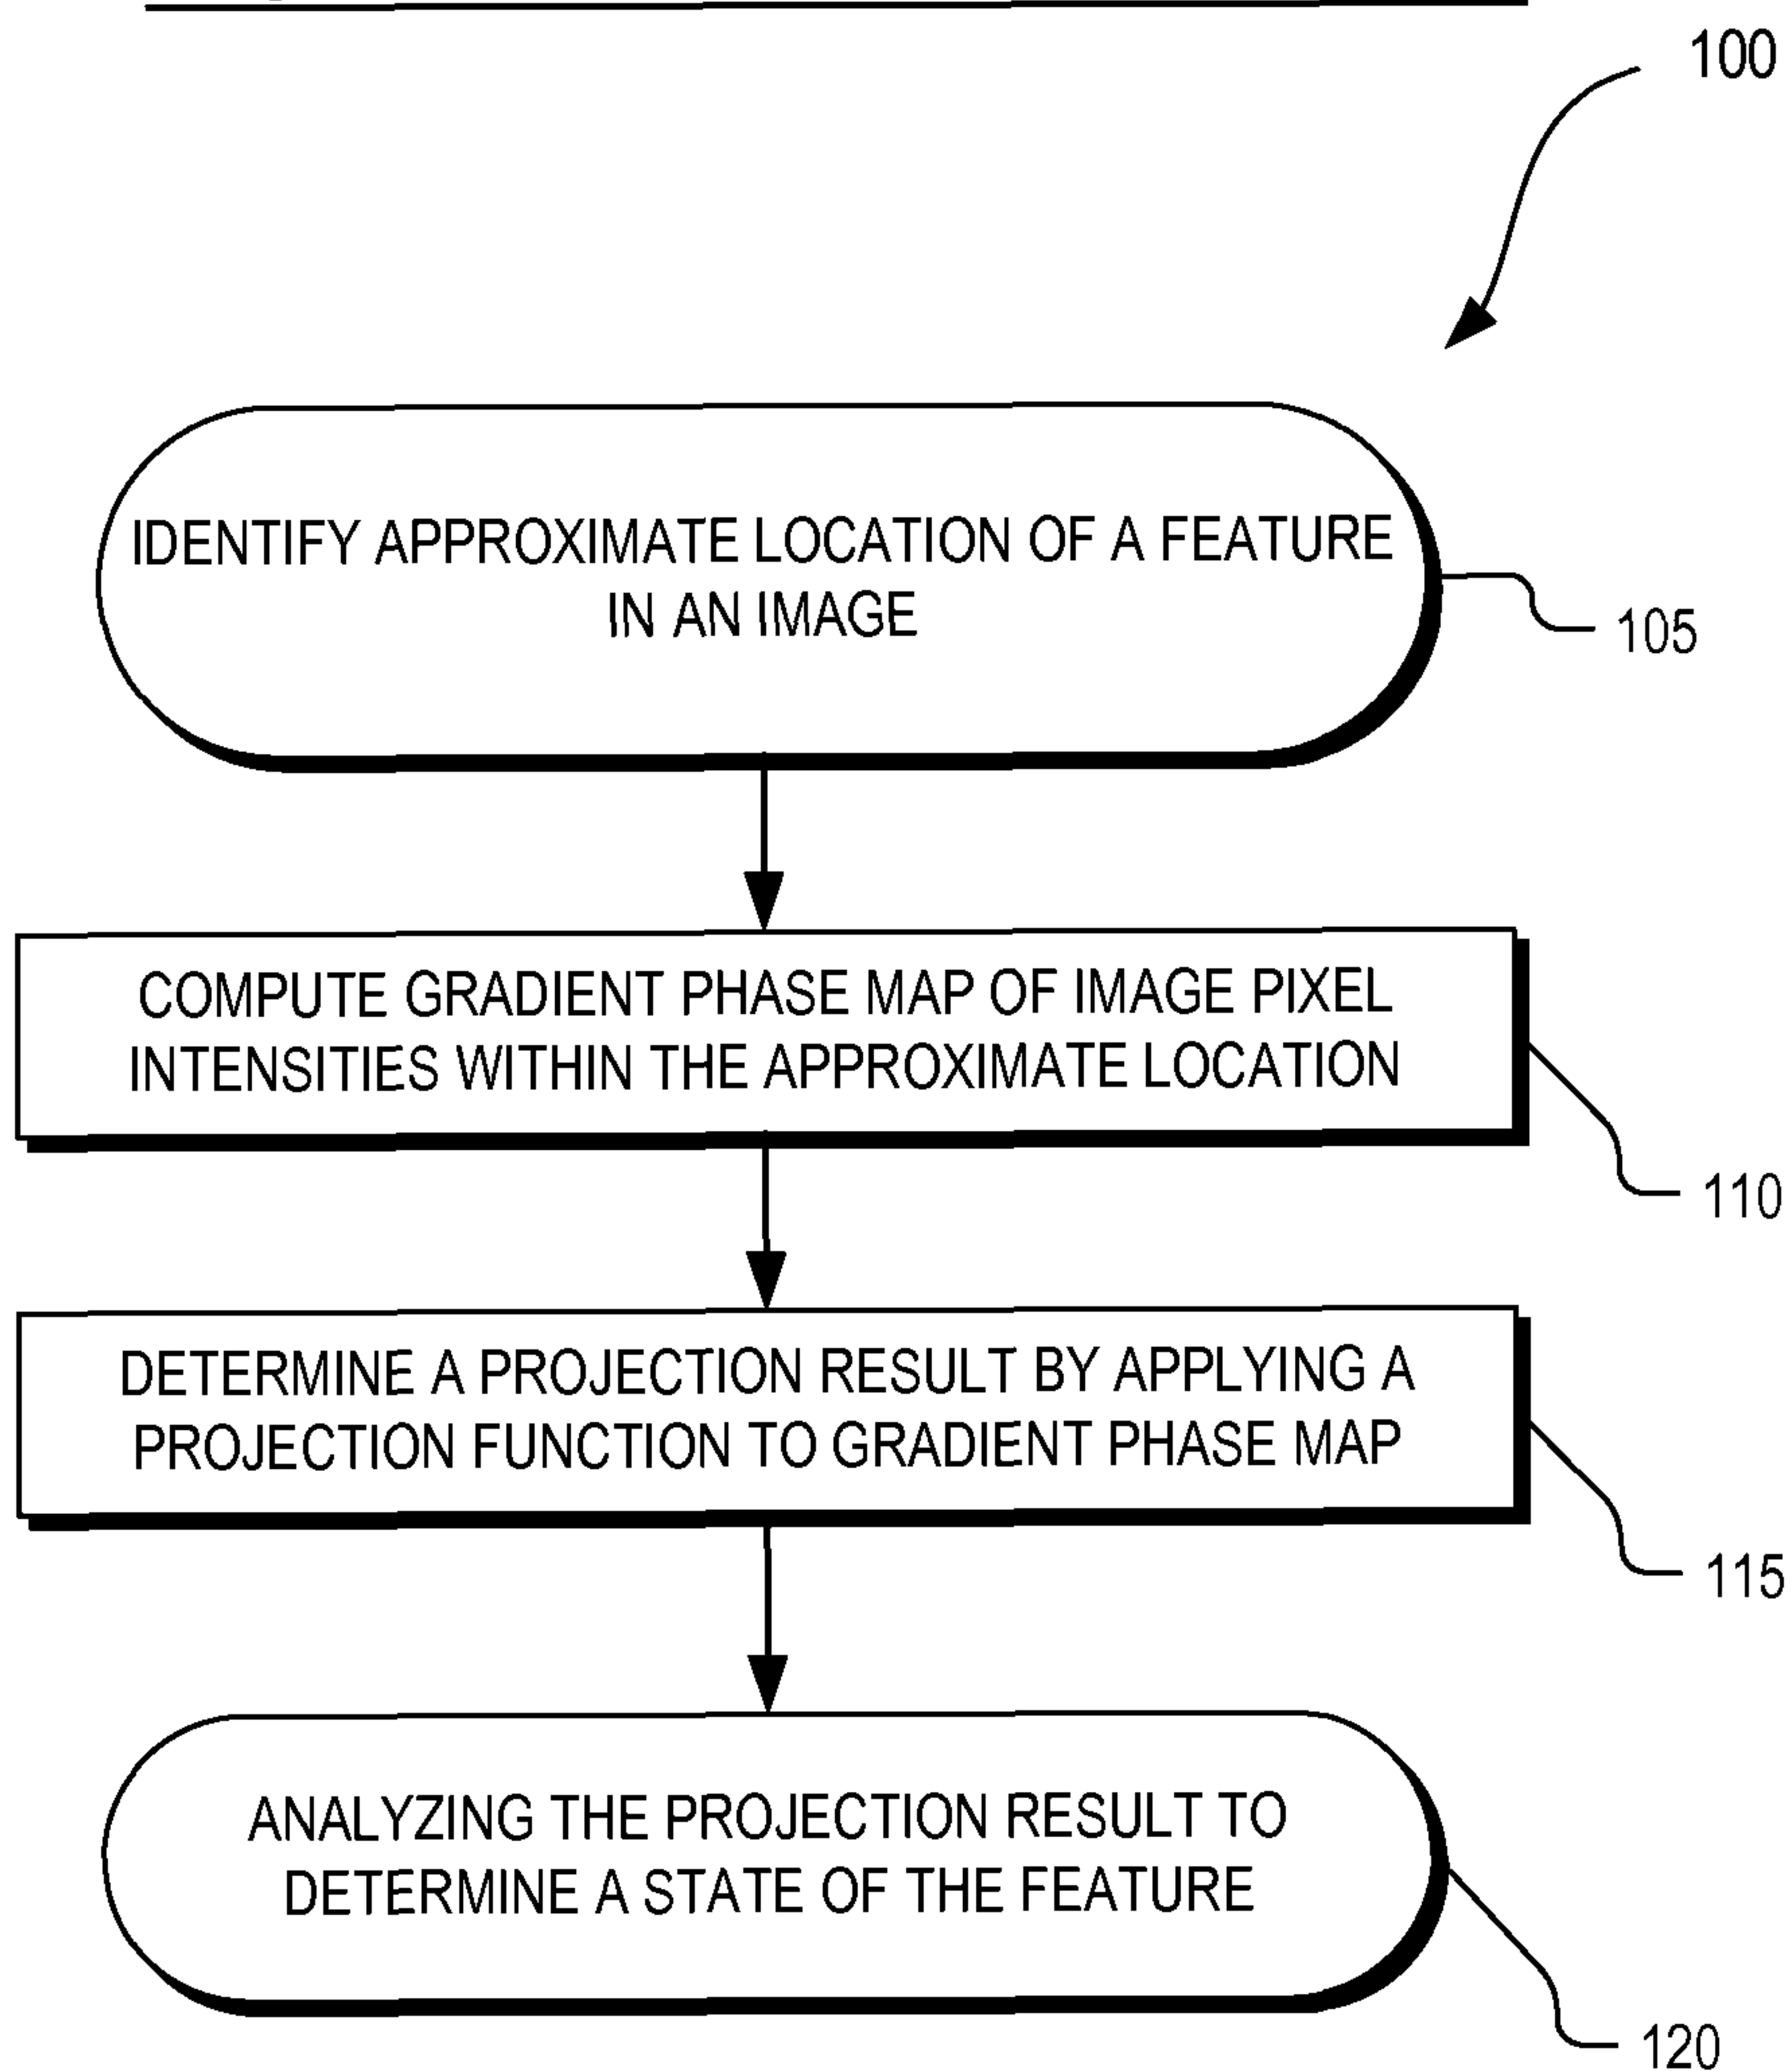 100
IDENTIFY APPROXIMATE LOCATION OF A FEATURE
IN AN IMAGE
105
COMPUTE GRADIENT PHASE MAP OF IMAGE PIXEL
INTENSITIES WITHIN THE APPROXIMATE LOCATION
110
DETERMINE A PROJECTION RESULT BY APPLYING A
PROJECTION FUNCTION TO GRADIENT PHASE MAP
115
ANALYZING THE PROJECTION RESULT TO
DETERMINE A STATE OF THE FEATURE
120